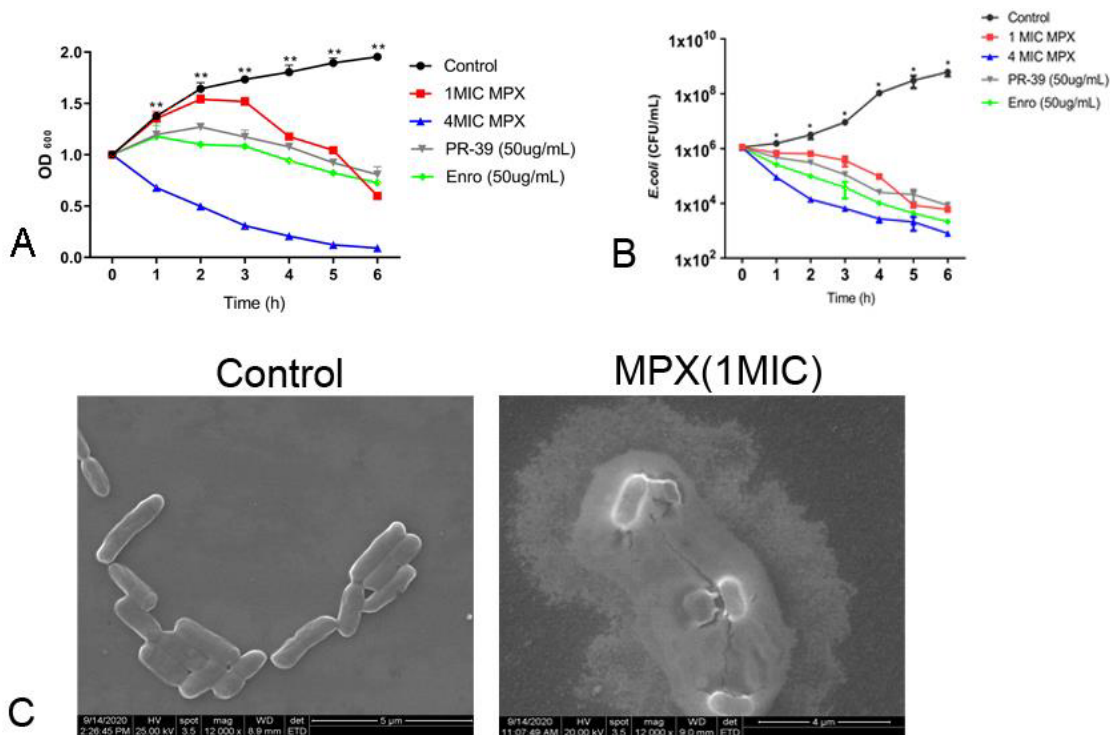 A
OD 600
2.0
1.5
1.0
0.5
0.0
** ** ** ** ** **
0 1 2 3 4 5 6
Time (h)
Control
1MIC MPX
4MIC MPX
PR-39 (50ug/mL)
Enro (50ug/mL)
B
E.coli (CFU/mL)
1x10^10
1x10^8
1x10^6
1x10^4
1x10^2
* * * * * *
0 1 2 3 4 5 6
Time (h)
Control
1 MIC MPX
4 MIC MPX
PR-39 (50ug/mL)
Enro (50ug/mL)
C
Control
9/14/2020 HV spot mag WD det 5 µm
2:26:45 PM 25.00 kV 3.5 12 000 x 8.9 mm ETD
MPX(1MIC)
9/14/2020 HV spot mag WD det 4 µm
11:07:49 AM 20.00 kV 3.5 12 000 x 9.0 mm ETD